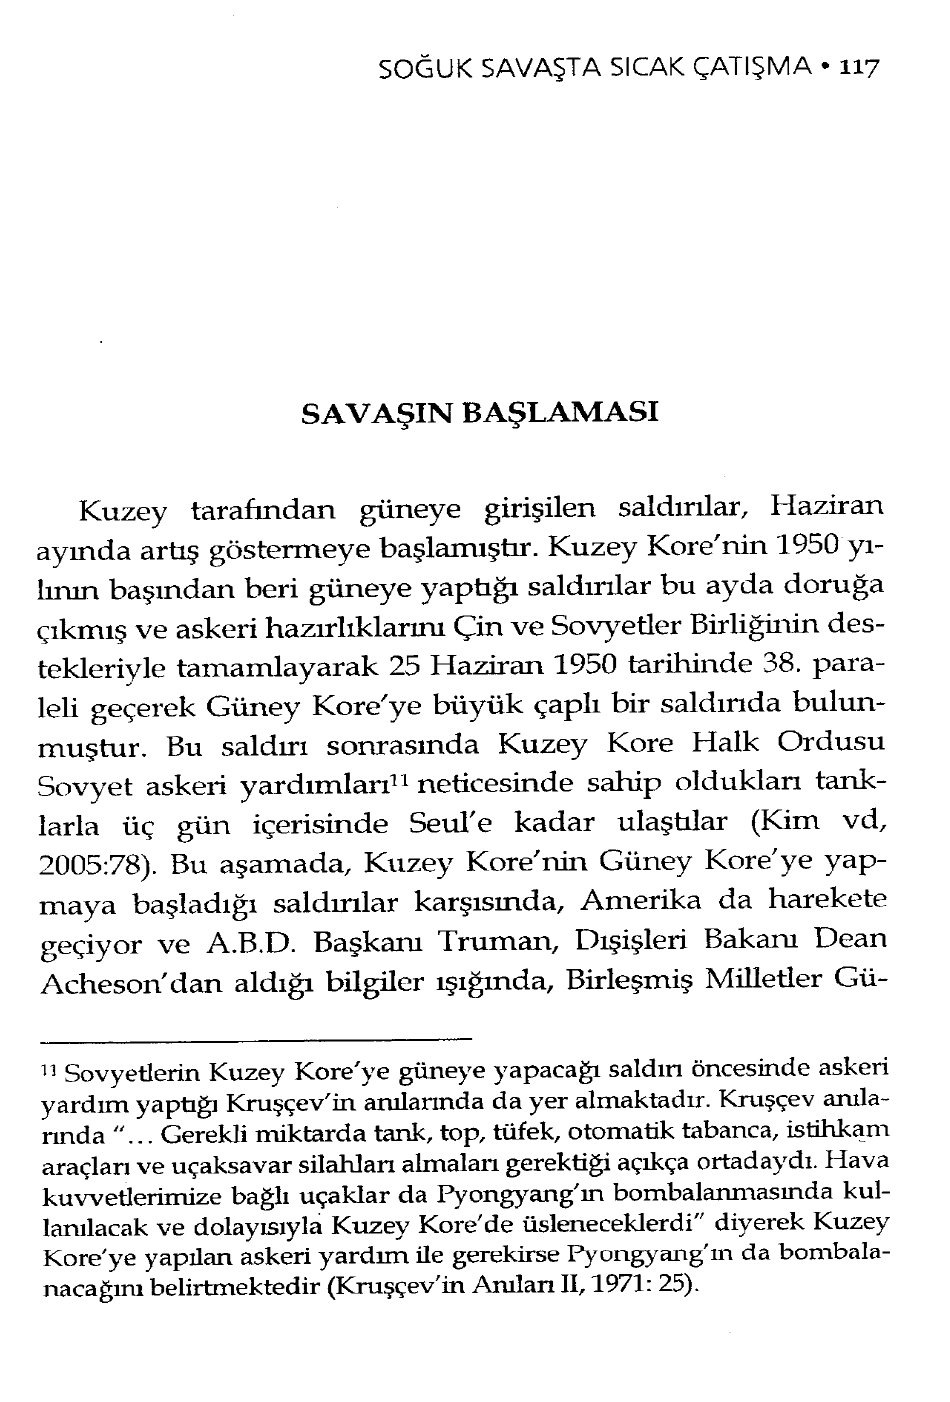 SOĞUK SAVAŞTA SICAK ÇATIŞMA • 117
SAVAŞIN BAŞLAMASI
Kuzey tarafından güneye girişilen saldırılar, Haziran
ayında artış göstermeye başlamıştır. Kuzey Kore'nin 1950 yı-
lının başından beri güneye yaptığı saldırılar bu ayda doruğa
çıkmış ve askeri hazırlıklarını Çin ve Sovyetler Birliğinin des-
tekleriyle tamamlayarak 25 Haziran 1950 tarihinde 38. para-
leli geçerek Güney Kore'ye büyük çaplı bir saldırıda bulun-
muştur. Bu saldırı sonrasında Kuzey Kore Halk Ordusu
Sovyet askeri yardımları¹¹ neticesinde sahip oldukları tank-
larla üç gün içerisinde Seul'e kadar ulaştılar (Kim vd,
2005:78). Bu aşamada, Kuzey Kore'nin Güney Kore'ye yap-
maya başladığı saldırılar karşısında, Amerika da harekete
geçiyor ve A.B.D. Başkanı Truman, Dışişleri Bakanı Dean
Acheson'dan aldığı bilgiler ışığında, Birleşmiş Milletler Gü-
¹¹ Sovyetlerin Kuzey Kore'ye güneye yapacağı saldırı öncesinde askeri
yardım yaptığı Kruşçev'in anılarında da yer almaktadır. Kruşçev anıla-
rında "... Gerekli miktarda tank, top, tüfek, otomatik tabanca, istihkam
araçları ve uçaksavar silahları almaları gerektiği açıkça ortadaydı. Hava
kuvvetlerimize bağlı uçaklar da Pyongyang'ın bombalanmasında kul-
lanılacak ve dolayısıyla Kuzey Kore'de üsleneceklerdi" diyerek Kuzey
Kore'ye yapılan askeri yardım ile gerekirse Pyongyang'ın da bombala-
nacağını belirtmektedir (Kruşçev'in Anıları II, 1971: 25).